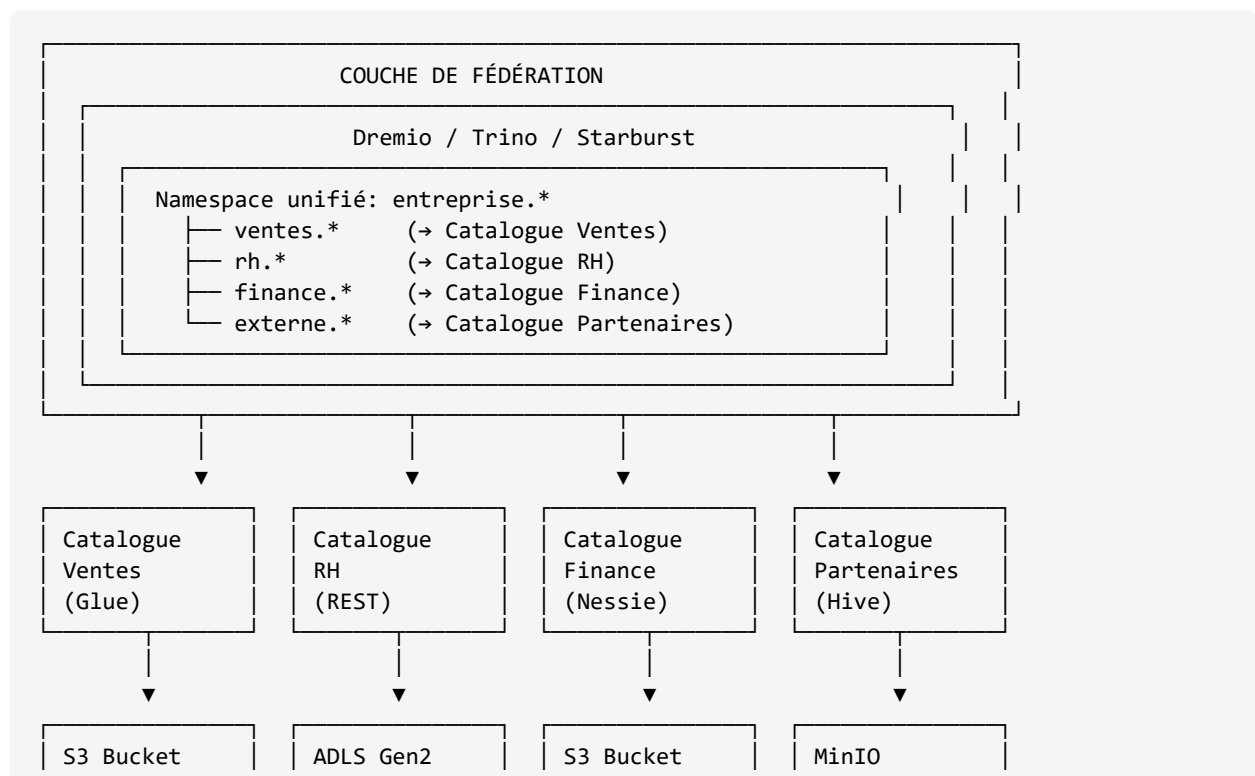 COUCHE DE FÉDÉRATION
Dremio / Trino / Starburst
Namespace unifié: entreprise.*
├── ventes.* (→ Catalogue Ventes)
├── rh.* (→ Catalogue RH)
├── finance.* (→ Catalogue Finance)
└── externe.* (→ Catalogue Partenaires)
Catalogue Ventes (Glue)
Catalogue RH (REST)
Catalogue Finance (Nessie)
Catalogue Partenaires (Hive)
S3 Bucket
ADLS Gen2
S3 Bucket
MinIO